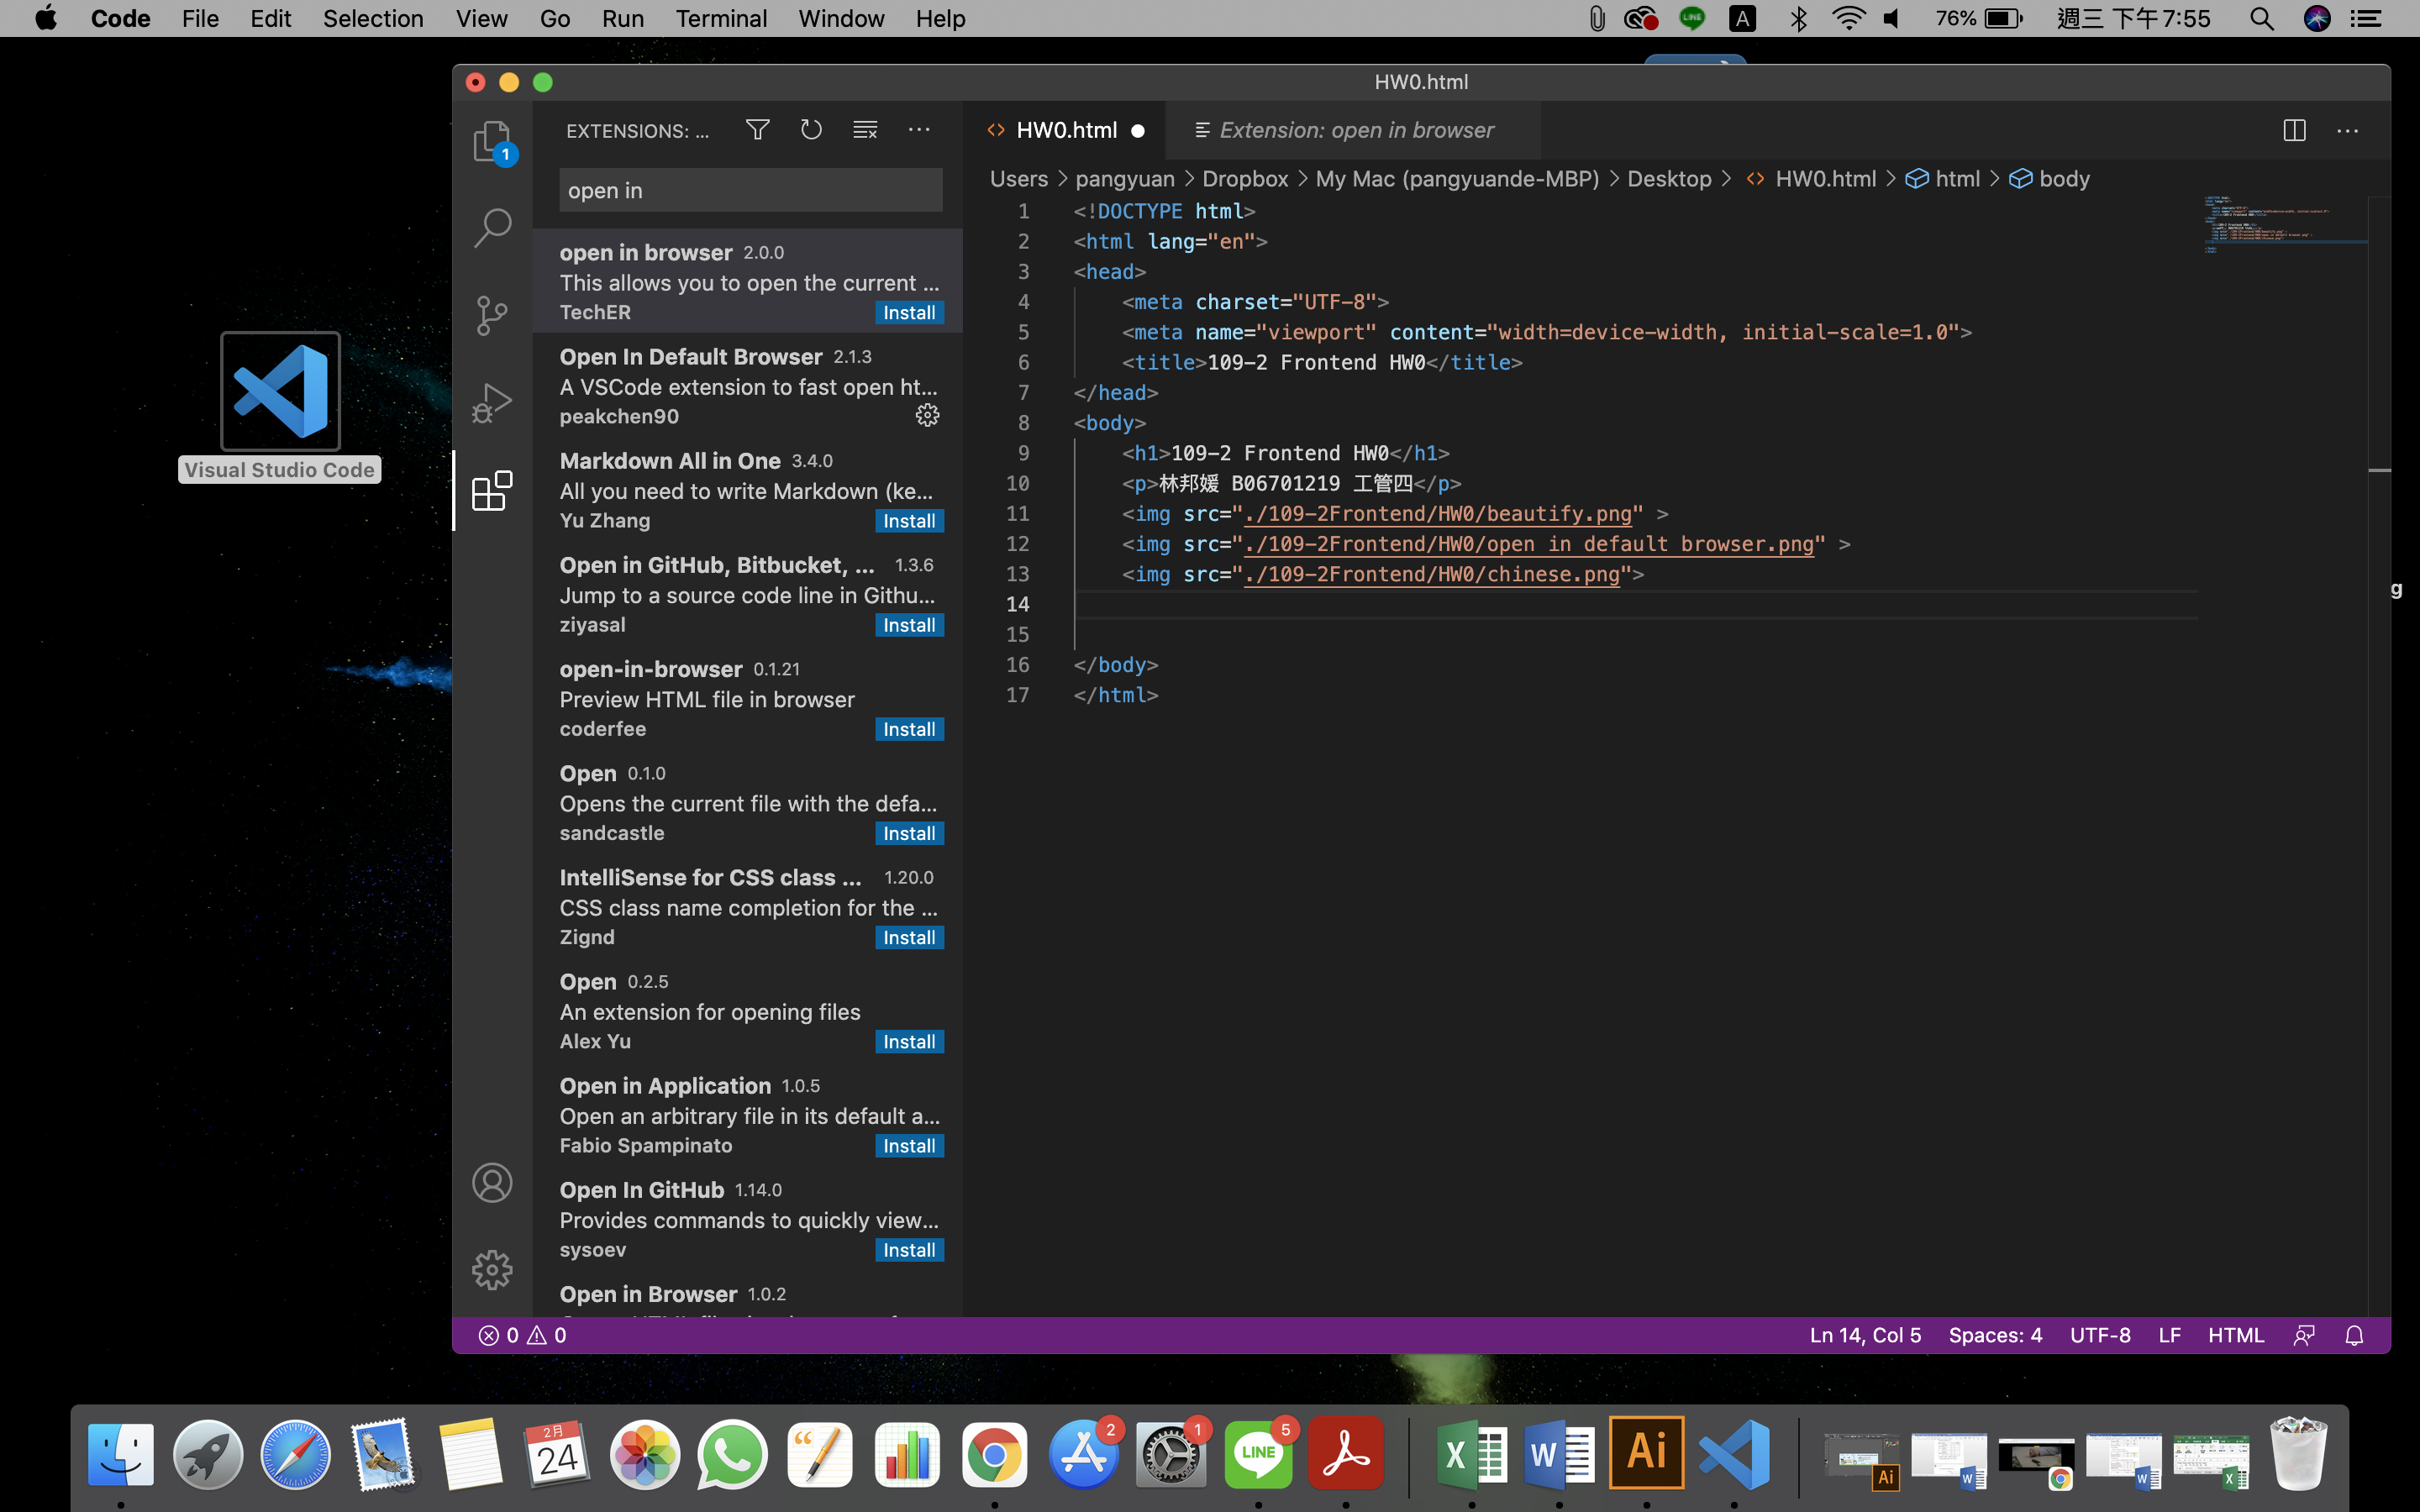 Code File Edit Selection View Go Run Terminal Window Help
LINE A 76% 週三 下午7:55
HW0.html
EXTENSIONS: ...
HW0.html
Extension: open in browser
1
open in
Users > pangyuan > Dropbox > My Mac (pangyuande-MBP) > Desktop > HW0.html > html > body
open in browser 2.0.0
This allows you to open the current ...
TechER Install
Open In Default Browser 2.1.3
A VSCode extension to fast open ht...
peakchen90
Markdown All in One 3.4.0
All you need to write Markdown (ke...
Yu Zhang Install
Open in GitHub, Bitbucket, ... 1.3.6
Jump to a source code line in Githu...
ziyasal Install
open-in-browser 0.1.21
Preview HTML file in browser
coderfee Install
Open 0.1.0
Opens the current file with the defa...
sandcastle Install
IntelliSense for CSS class ... 1.20.0
CSS class name completion for the ...
Zignd Install
Open 0.2.5
An extension for opening files
Alex Yu Install
Open in Application 1.0.5
Open an arbitrary file in its default a...
Fabio Spampinato Install
Open In GitHub 1.14.0
Provides commands to quickly view...
sysoev Install
Open in Browser 1.0.2
1 <!DOCTYPE html>
2 <html lang="en">
3 <head>
4 <meta charset="UTF-8">
5 <meta name="viewport" content="width=device-width, initial-scale=1.0">
6 <title>109-2 Frontend HW0</title>
7 </head>
8 <body>
9 <h1>109-2 Frontend HW0</h1>
10 <p>林邦媛 B06701219 工管四</p>
11 <img src="./109-2Frontend/HW0/beautify.png" >
12 <img src="./109-2Frontend/HW0/open in default browser.png" >
13 <img src="./109-2Frontend/HW0/chinese.png">
14
15
16 </body>
17 </html>
Visual Studio Code
g
0 0
Ln 14, Col 5 Spaces: 4 UTF-8 LF HTML
2月
24
2
1
LINE
5
X
W
Ai
Ai
W
W
X